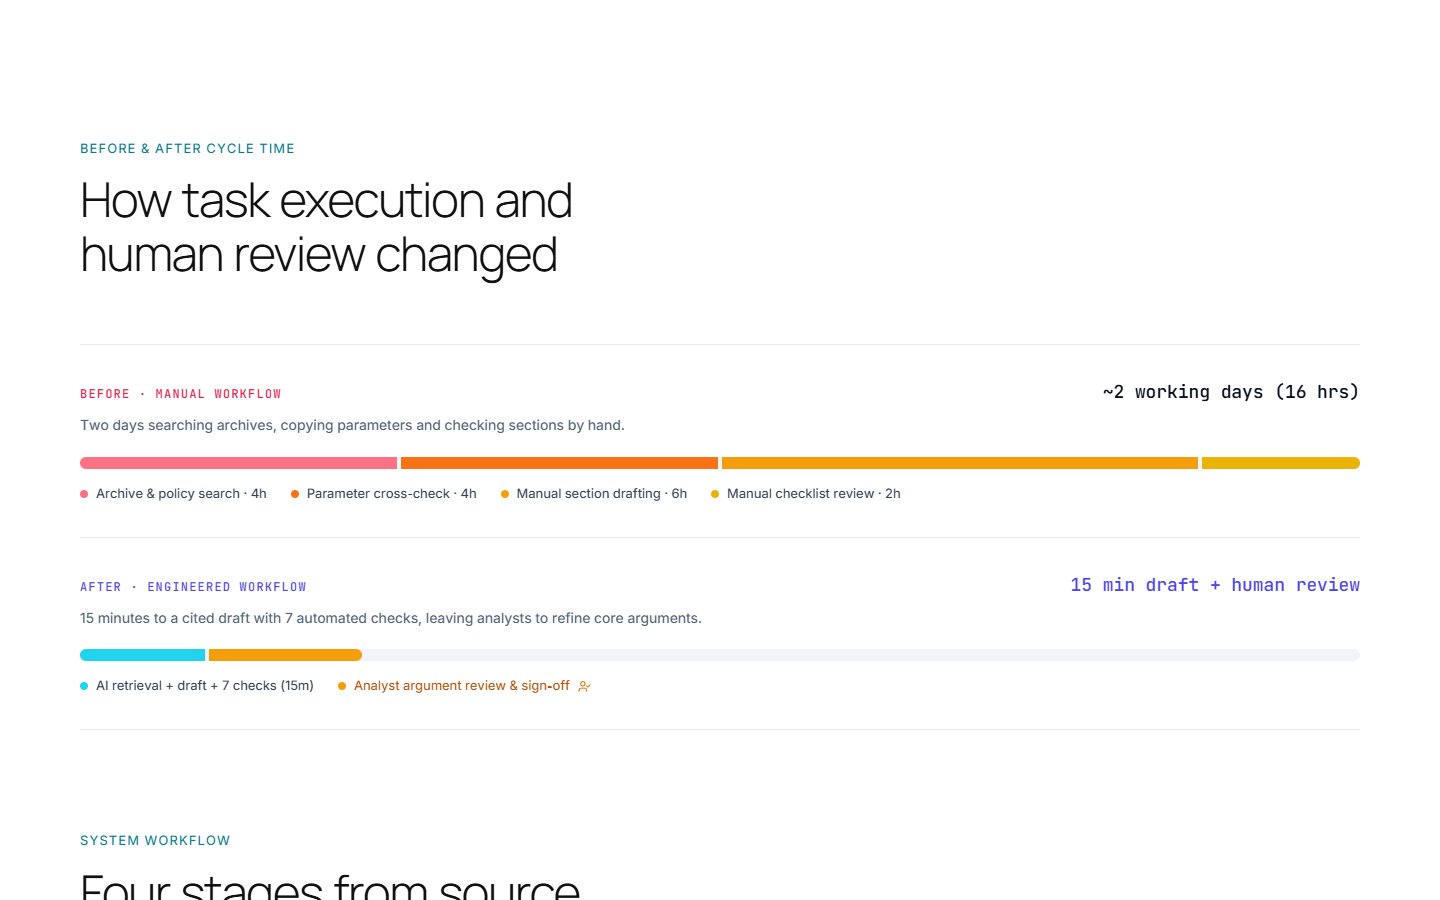 BEFORE & AFTER CYCLE TIME
How task execution and
human review changed
BEFORE · MANUAL WORKFLOW
~2 working days (16 hrs)
Two days searching archives, copying parameters and checking sections by hand.
Archive & policy search · 4h
Parameter cross-check · 4h
Manual section drafting · 6h
Manual checklist review · 2h
AFTER · ENGINEERED WORKFLOW
15 min draft + human review
15 minutes to a cited draft with 7 automated checks, leaving analysts to refine core arguments.
AI retrieval + draft + 7 checks (15m)
Analyst argument review & sign-off
SYSTEM WORKFLOW
Four stages from source